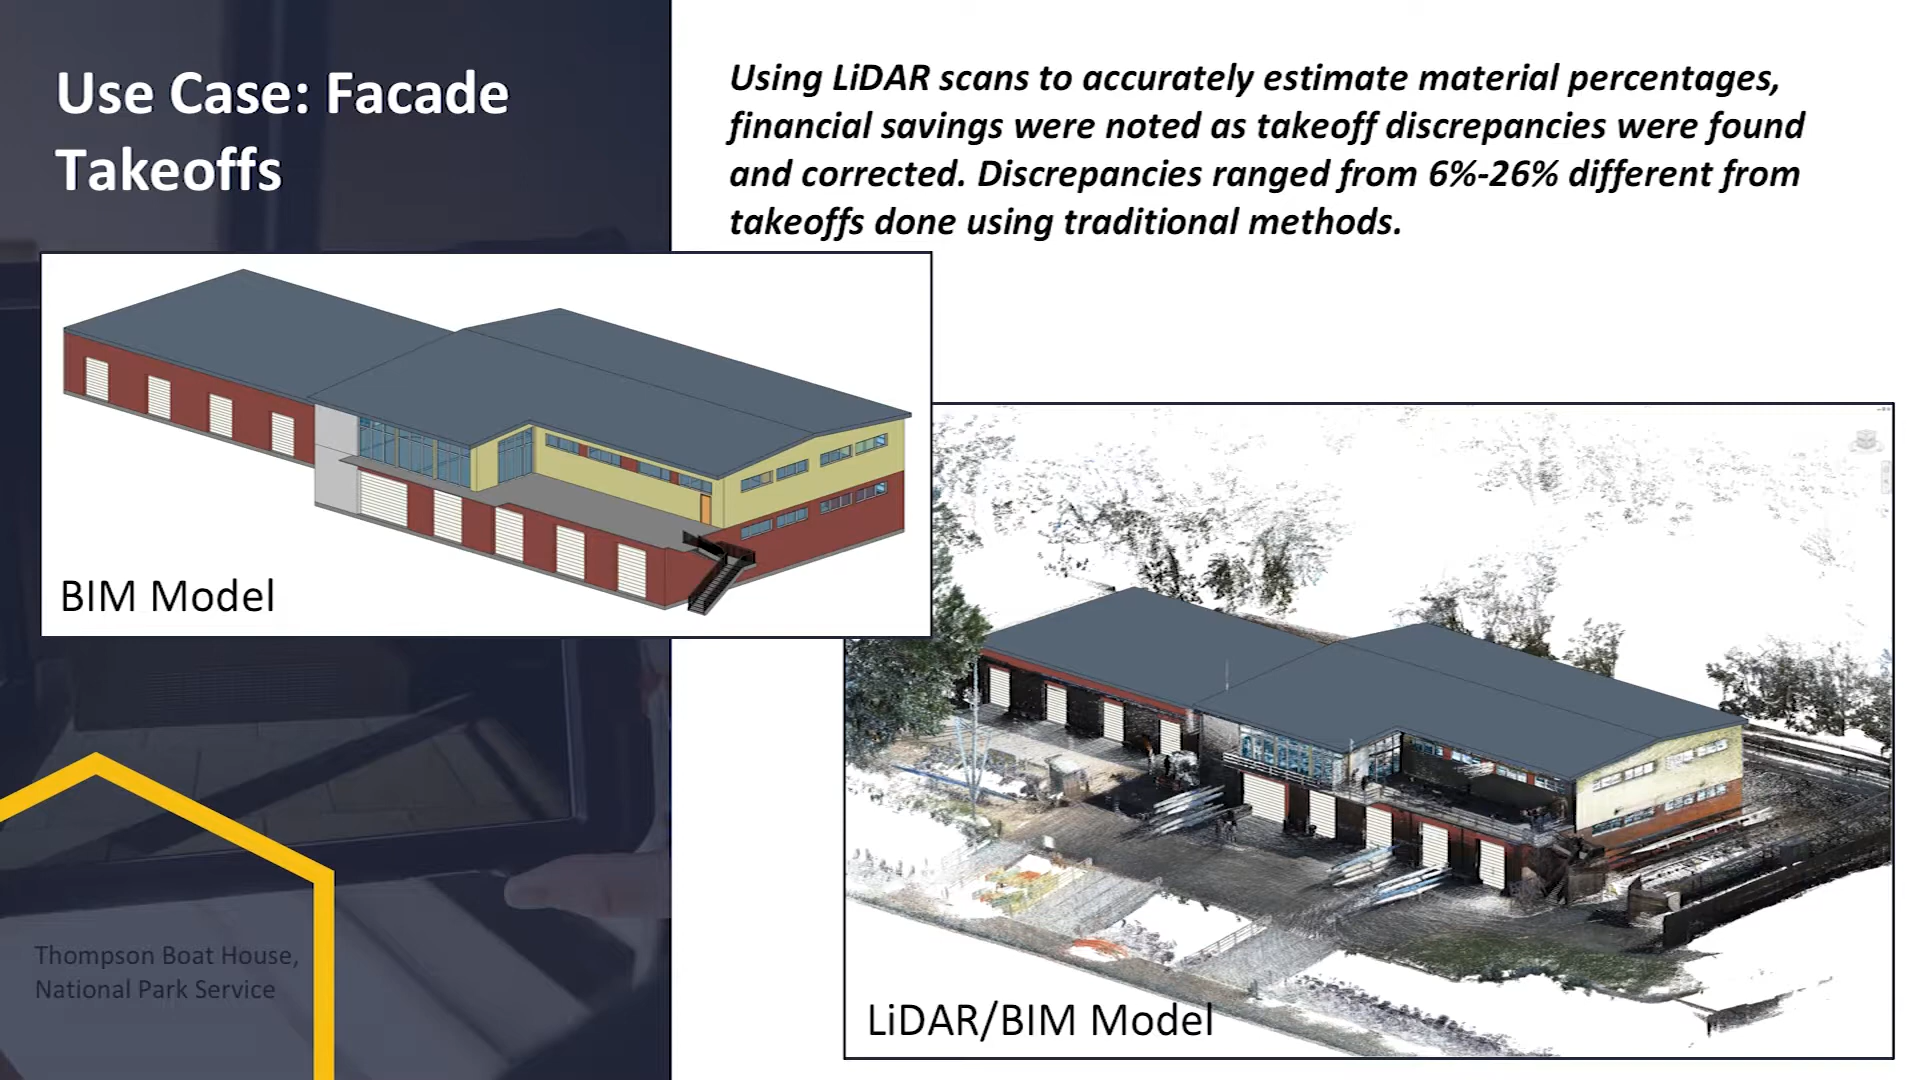 Use Case: Facade
Takeoffs
Using LiDAR scans to accurately estimate material percentages,
financial savings were noted as takeoff discrepancies were found
and corrected. Discrepancies ranged from 6%-26% different from
takeoffs done using traditional methods.
BIM Model
LiDAR/BIM Model
Thompson Boat House,
National Park Service